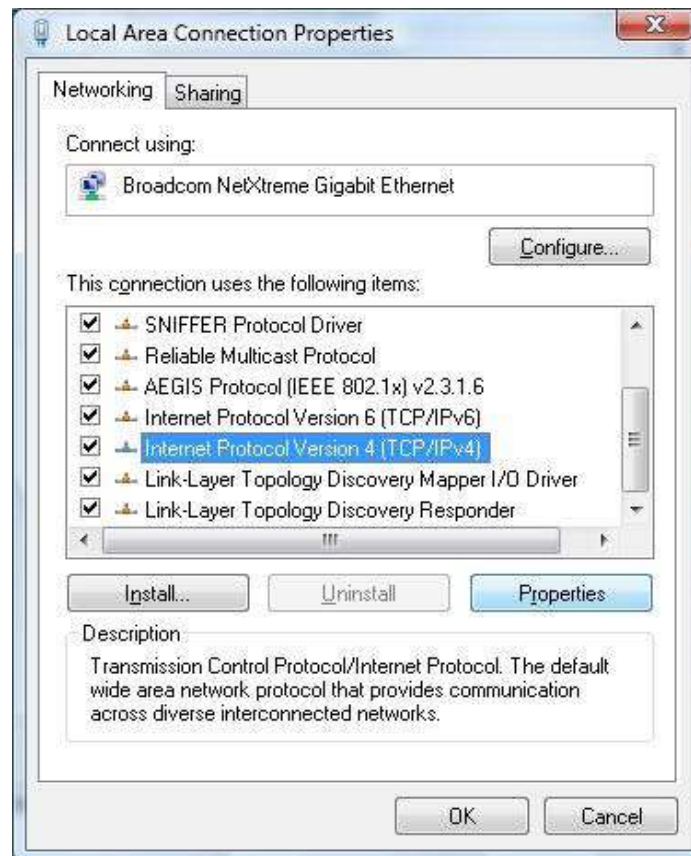 Local Area Connection Properties
Networking Sharing
Connect using:
Broadcom NetXtreme Gigabit Ethernet
Configure...
This connection uses the following items:
SNIFFER Protocol Driver
Reliable Multicast Protocol
AEGIS Protocol (IEEE 802.1x) v2.3.1.6
Internet Protocol Version 6 (TCP/IPv6)
Internet Protocol Version 4 (TCP/IPv4)
Link-Layer Topology Discovery Mapper I/O Driver
Link-Layer Topology Discovery Responder
Install... Uninstall Properties
Description
Transmission Control Protocol/Internet Protocol. The default
wide area network protocol that provides communication
across diverse interconnected networks.
OK Cancel